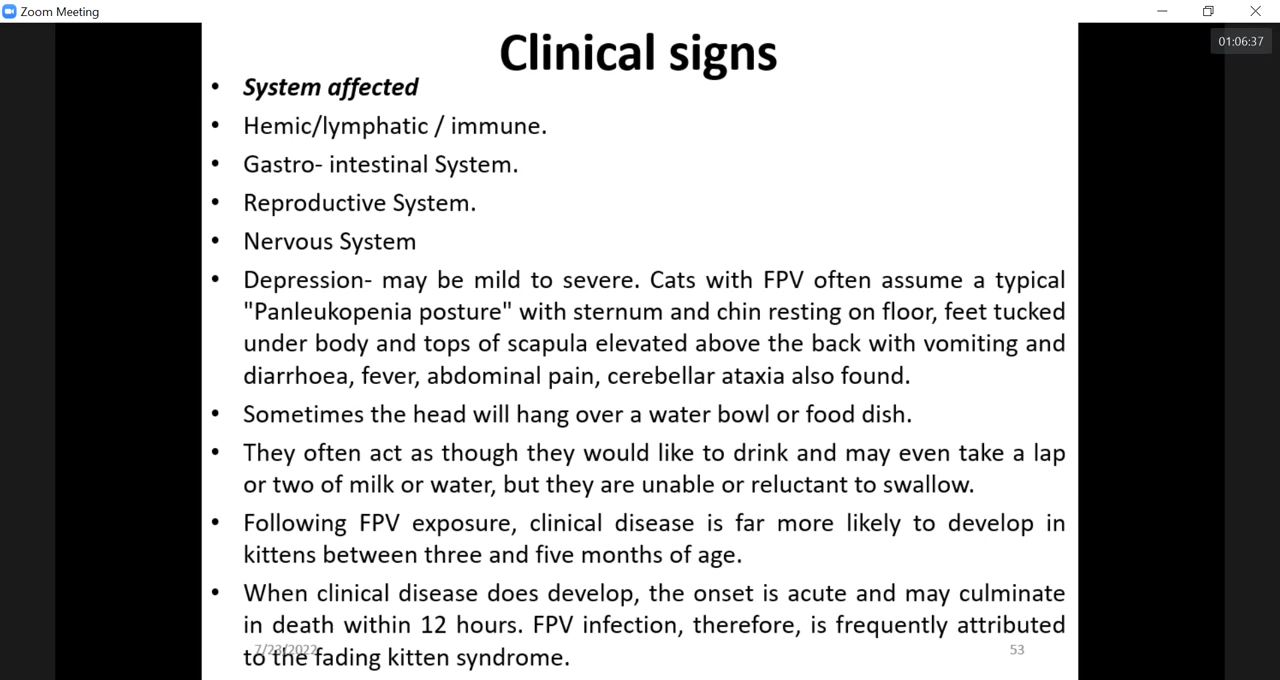 Zoom Meeting
01:06:37
Clinical signs
• System affected
• Hemic/lymphatic / immune.
• Gastro- intestinal System.
• Reproductive System.
• Nervous System
• Depression- may be mild to severe. Cats with FPV often assume a typical
"Panleukopenia posture" with sternum and chin resting on floor, feet tucked
under body and tops of scapula elevated above the back with vomiting and
diarrhoea, fever, abdominal pain, cerebellar ataxia also found.
• Sometimes the head will hang over a water bowl or food dish.
• They often act as though they would like to drink and may even take a lap
or two of milk or water, but they are unable or reluctant to swallow.
• Following FPV exposure, clinical disease is far more likely to develop in
kittens between three and five months of age.
• When clinical disease does develop, the onset is acute and may culminate
in death within 12 hours. FPV infection, therefore, is frequently attributed
to the fading kitten syndrome.
7/23/2022
53